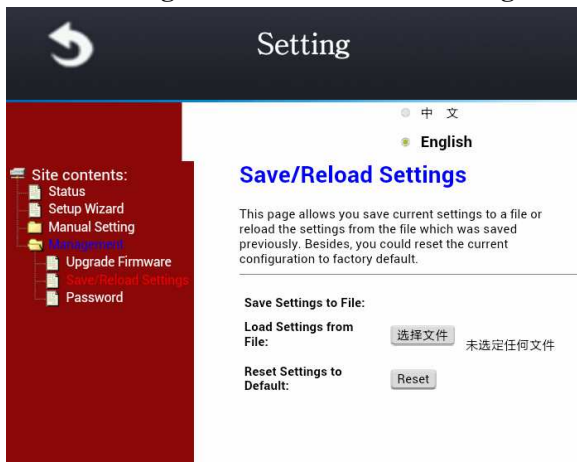 Setting
中 文
English
Site contents:
Status
Setup Wizard
Manual Setting
Management
Upgrade Firmware
Save/Reload Settings
Password
Save/Reload Settings
This page allows you save current settings to a file or
reload the settings from the file which was saved
previously. Besides, you could reset the current
configuration to factory default.
Save Settings to File:
Load Settings from
File:
选择文件 未选定任何文件
Reset Settings to
Default:
Reset